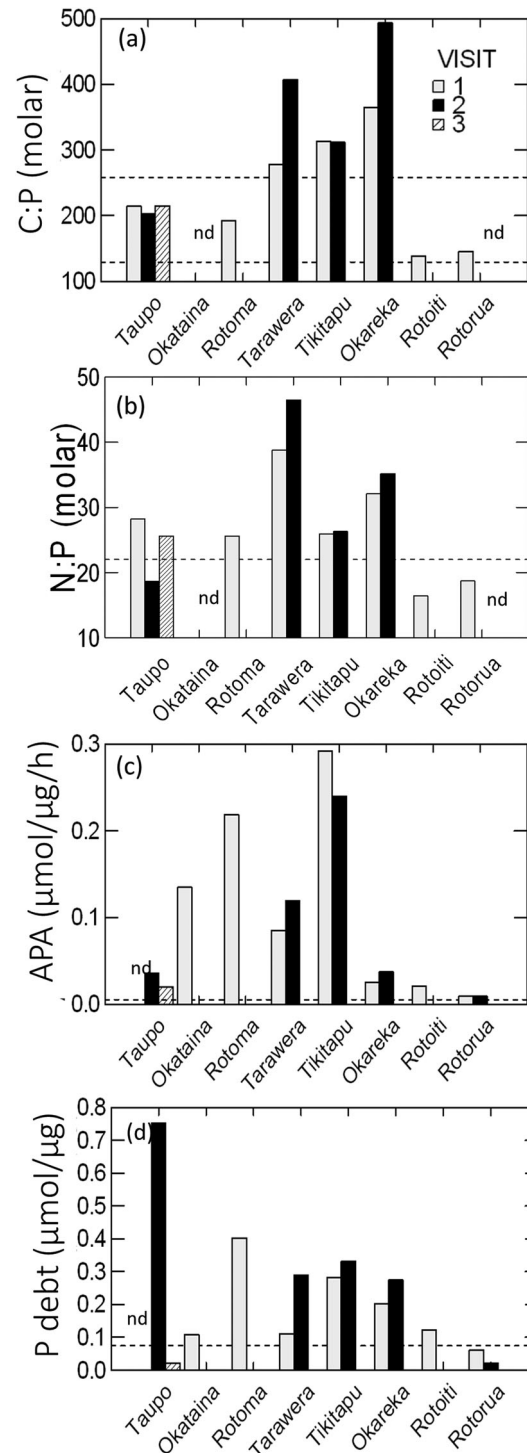 (a)
C:P (molar)
500
400
300
200
100
VISIT
1
2
3
nd
nd
Taupo
Okataina
Rotoma
Tarawera
Tikitapu
Okareka
Rotoiti
Rotorua
(b)
N:P (molar)
50
40
30
20
10
nd
nd
Taupo
Okataina
Rotoma
Tarawera
Tikitapu
Okareka
Rotoiti
Rotorua
(c)
APA (μmol/μg/h)
0.3
0.2
0.1
0.0
nd
Taupo
Okataina
Rotoma
Tarawera
Tikitapu
Okareka
Rotoiti
Rotorua
(d)
P debt (μmol/μg)
0.8
0.7
0.6
0.5
0.4
0.3
0.2
0.1
0.0
nd
Taupo
Okataina
Rotoma
Tarawera
Tikitapu
Okareka
Rotoiti
Rotorua